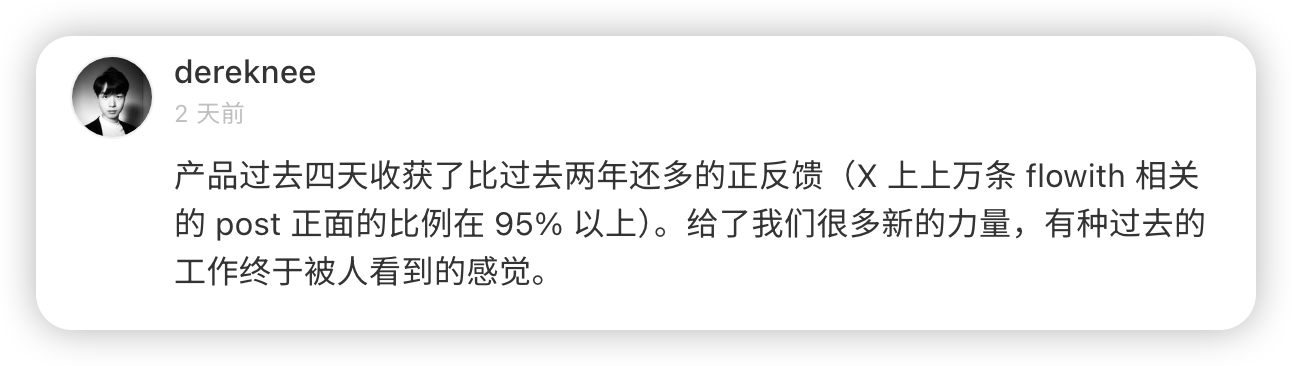 dereknee
2 天前
产品过去四天收获了比过去两年还多的正反馈（X 上上万条 flowith 相关
的 post 正面的比例在 95% 以上）。给了我们很多新的力量，有种过去的
工作终于被人看到的感觉。